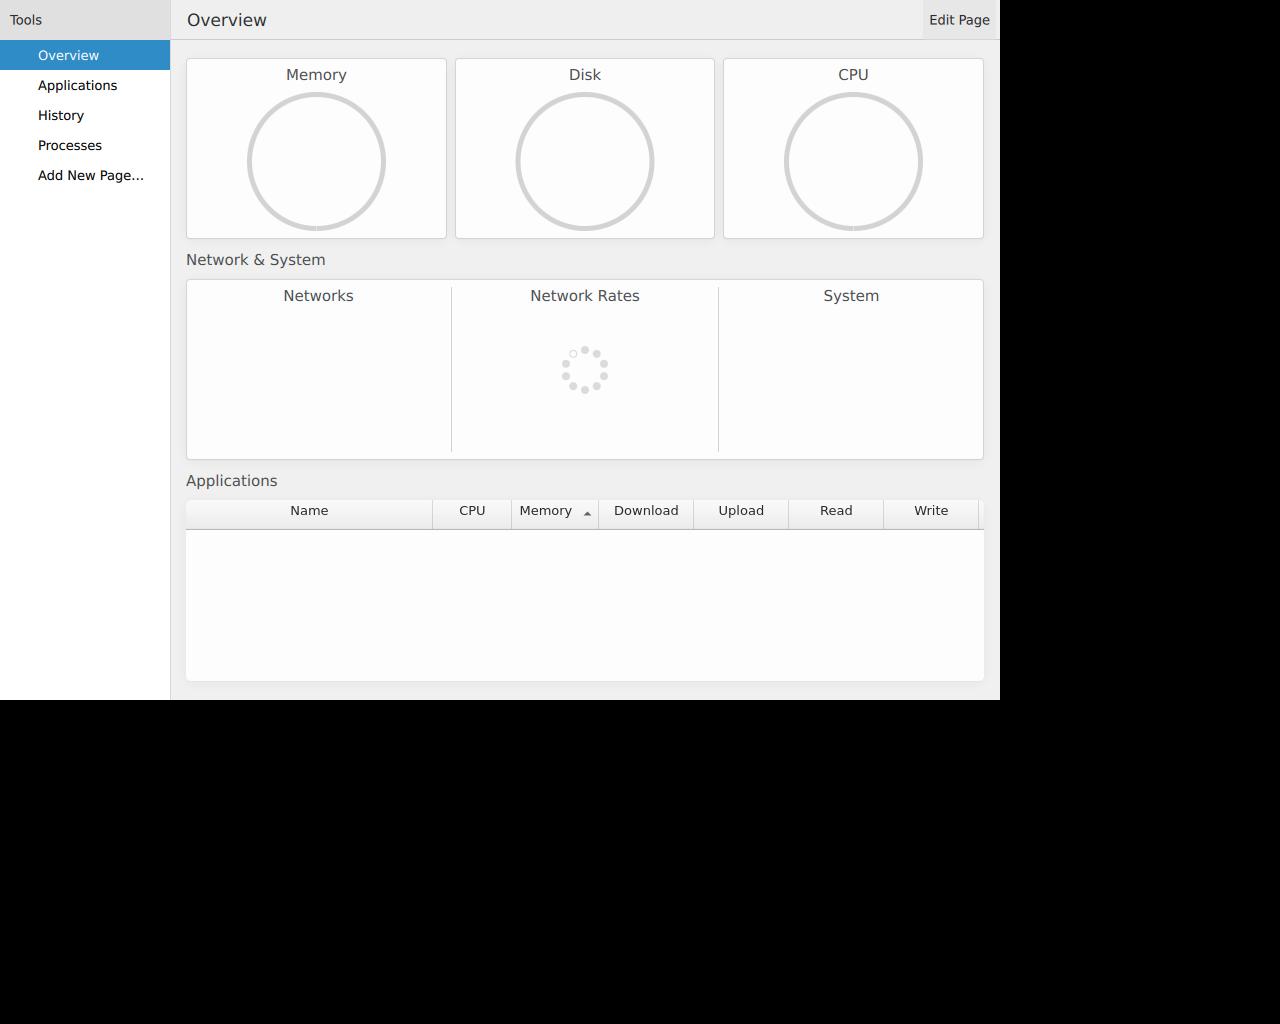 Tools
Overview
Edit Page
Overview
Applications
History
Processes
Add New Page...
Memory
Disk
CPU
Network & System
Networks
Network Rates
System
Applications
Name
CPU
Memory
Download
Upload
Read
Write